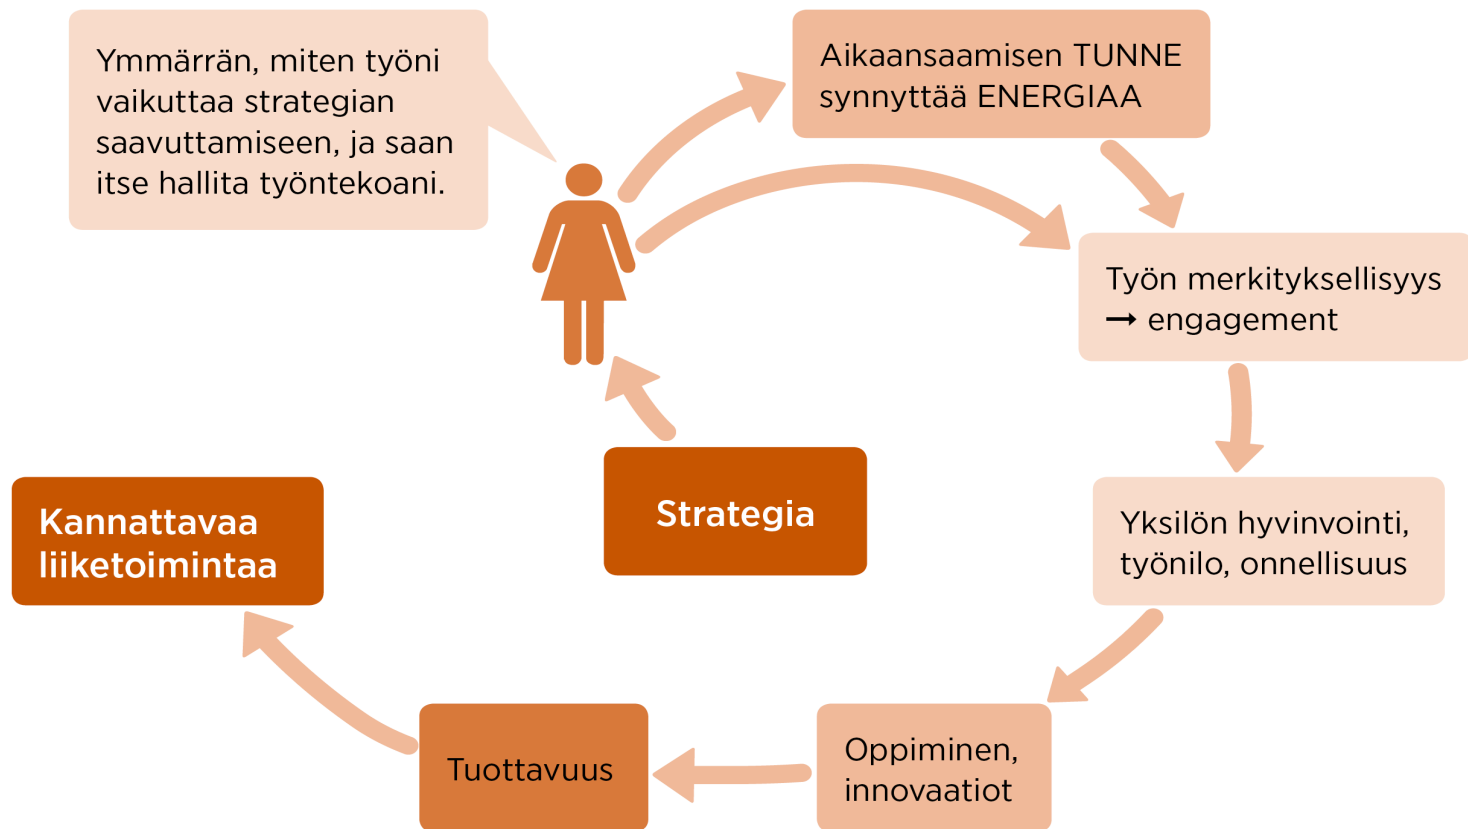 Ymmärrän, miten työni
vaikuttaa strategian
saavuttamiseen, ja saan
itse hallita työntekoani.
Aikaansaamisen TUNNE
synnyttää ENERGIAA
Työn merkityksellisyys
→ engagement
Yksilön hyvinvointi,
työnilo, onnellisuus
Oppiminen,
innovaatiot
Tuottavuus
Kannattavaa
liiketoimintaa
Strategia